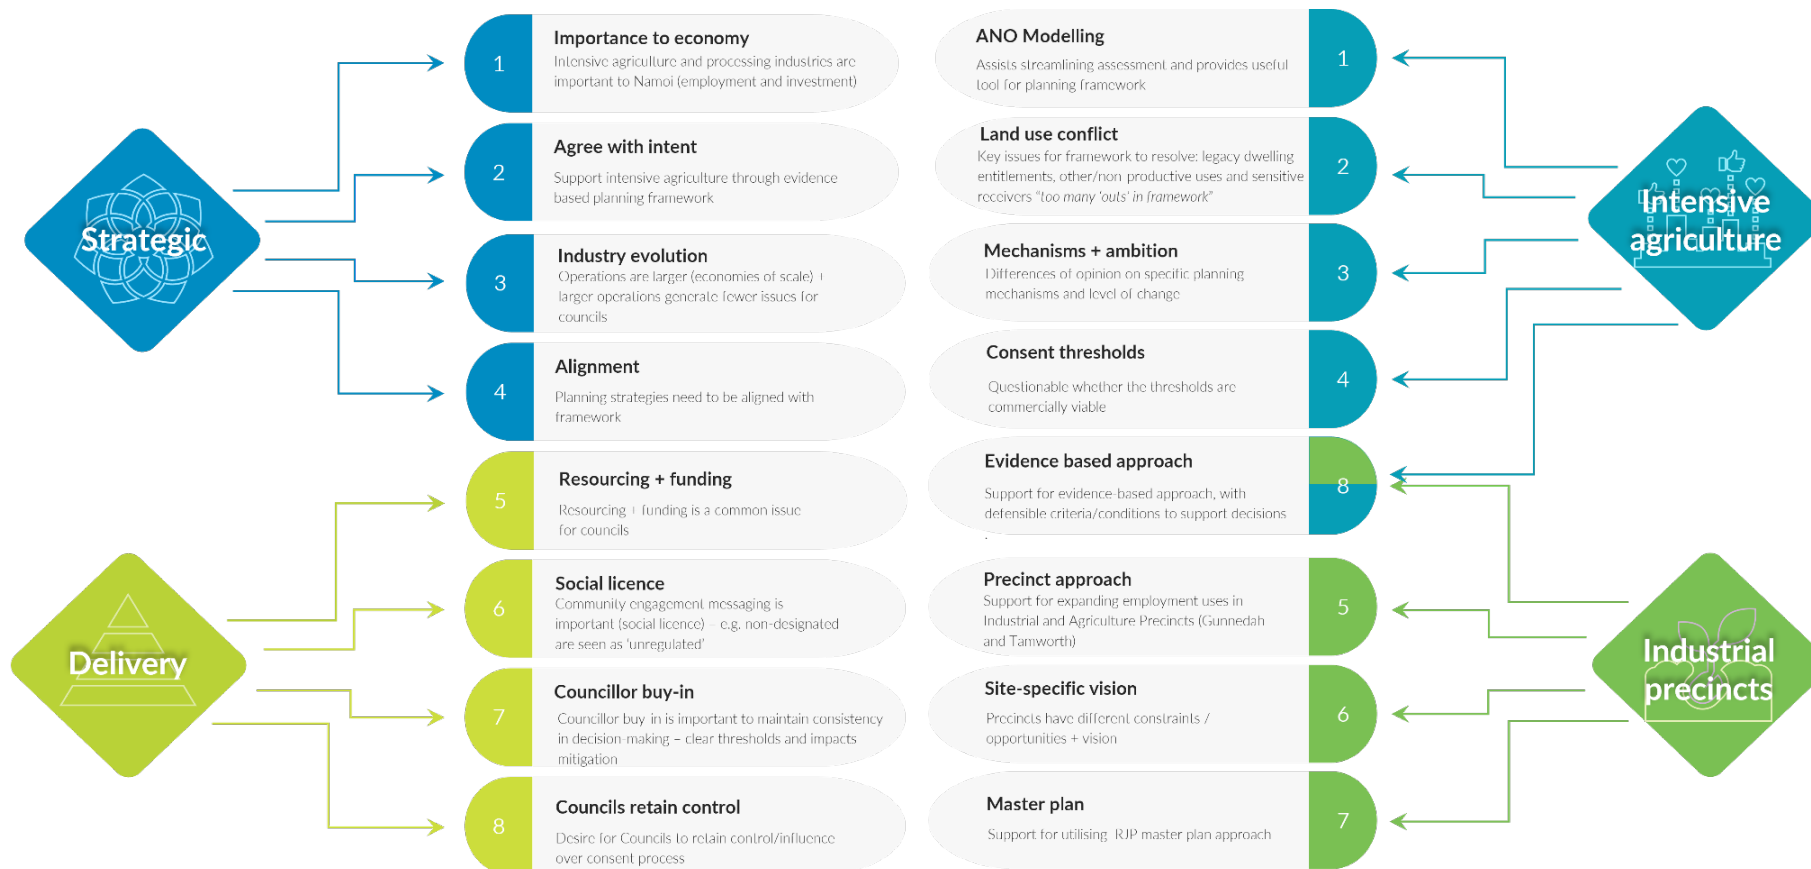 Strategic
1
Importance to economy
Intensive agriculture and processing industries are
important to Namoi (employment and investment)
2
Agree with intent
Support intensive agriculture through evidence
based planning framework
3
Industry evolution
Operations are larger (economies of scale) +
larger operations generate fewer issues for
councils
4
Alignment
Planning strategies need to be aligned with
framework
Delivery
5
Resourcing + funding
Resourcing + funding is a common issue
for councils
6
Social licence
Community engagement messaging is
important (social licence) – e.g. non-designated
are seen as ‘unregulated’
7
Councillor buy-in
Councillor buy-in is important to maintain consistency
in decision-making – clear thresholds and impacts
mitigation
8
Councils retain control
Desire for Councils to retain control/influence
over consent process
Intensive
agriculture
ANO Modelling
Assists streamlining assessment and provides useful
tool for planning framework
1
Land use conflict
Key issues for framework to resolve: legacy dwelling
entitlements, other/non-productive uses and sensitive
receivers “too many ‘outs’ in framework”
2
Mechanisms + ambition
Differences of opinion on specific planning
mechanisms and level of change
3
Consent thresholds
Questionable whether the thresholds are
commercially viable
4
Evidence based approach
Support for evidence-based approach, with
defensible criteria/conditions to support decisions
.
8
Industrial
precincts
Precinct approach
Support for expanding employment uses in
Industrial and Agriculture Precincts (Gunnedah
and Tamworth)
5
Site-specific vision
Precincts have different constraints /
opportunities + vision
6
Master plan
Support for utilising RJP master plan approach
7